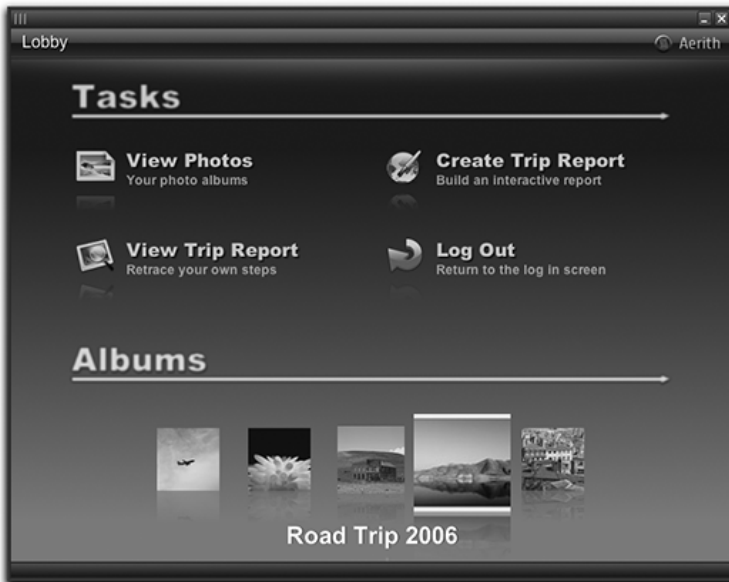 Lobby
Aerith
Tasks
View Photos
Your photo albums
Create Trip Report
Build an interactive report
View Trip Report
Retrace your own steps
Log Out
Return to the log in screen
Albums
Road Trip 2006